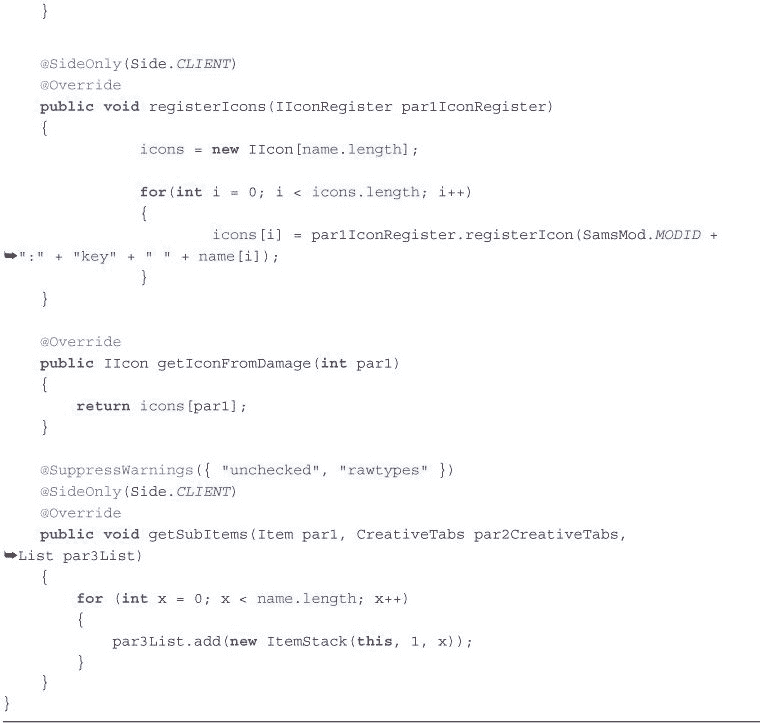 }
@SideOnly(Side.CLIENT)
@Override
public void registerIcons(IIconRegister par1IconRegister)
{
icons = new IIcon[name.length];
for(int i = 0; i < icons.length; i++)
{
icons[i] = par1IconRegister.registerIcon(SamsMod.MODID +
➥":" + "key" + " " + name[i]);
}
}
@Override
public IIcon getIconFromDamage(int par1)
{
return icons[par1];
}
@SuppressWarnings({ "unchecked", "rawtypes" })
@SideOnly(Side.CLIENT)
@Override
public void getSubItems(Item par1, CreativeTabs par2CreativeTabs,
➥List par3List)
{
for (int x = 0; x < name.length; x++)
{
par3List.add(new ItemStack(this, 1, x));
}
}
}